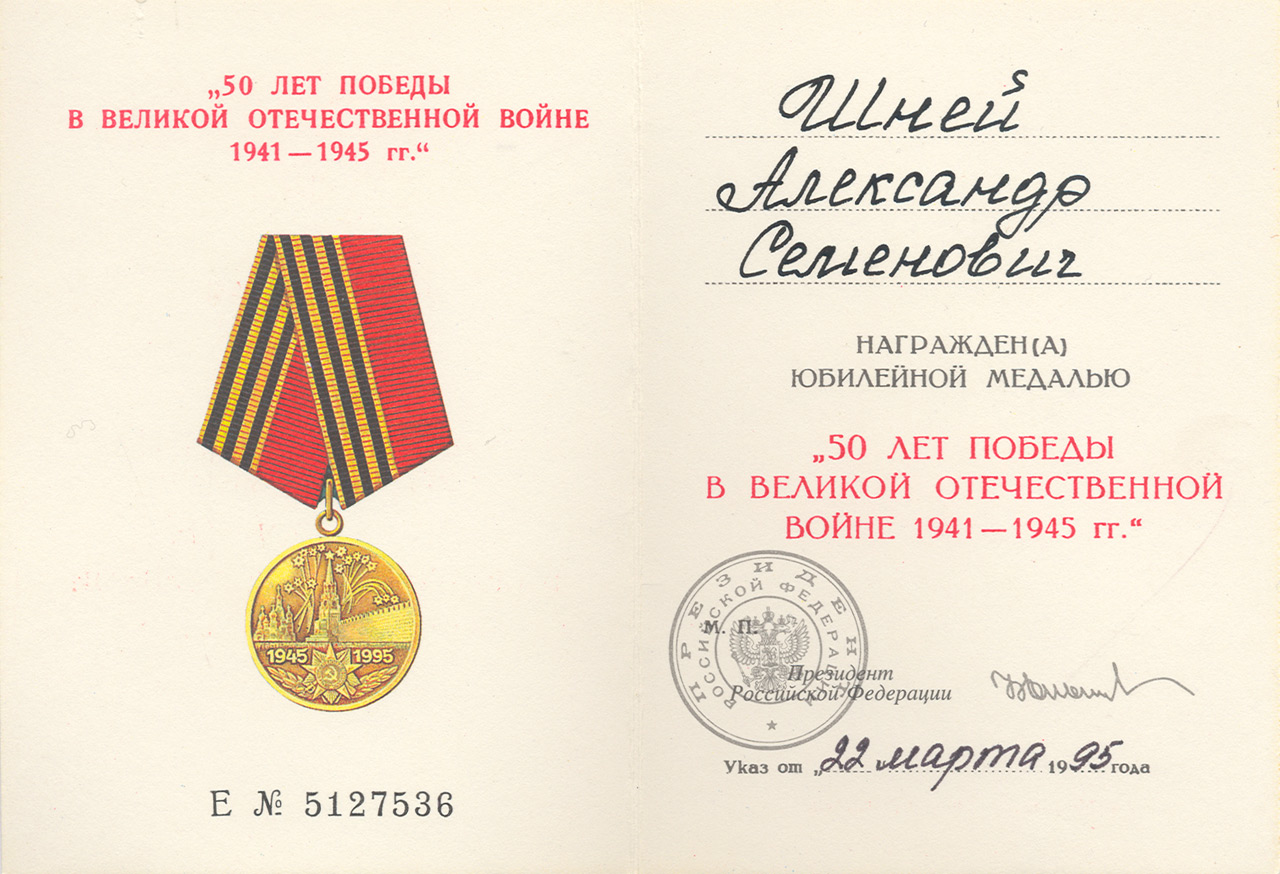 „50 ЛЕТ ПОБЕДЫ
В ВЕЛИКОЙ ОТЕЧЕСТВЕННОЙ ВОЙНЕ
1941—1945 гг.“
1945 1995
Е № 5127536
Шней
Александр
Семенович
НАГРАЖДЕН(А)
ЮБИЛЕЙНОЙ МЕДАЛЬЮ
„50 ЛЕТ ПОБЕДЫ
В ВЕЛИКОЙ ОТЕЧЕСТВЕННОЙ
ВОЙНЕ 1941—1945 гг.“
ПРЕЗИДЕНТ
РОССИЙСКОЙ ФЕДЕРАЦИИ
М. П.
Президент
Российской Федерации
Указ от „22 марта 1995 года